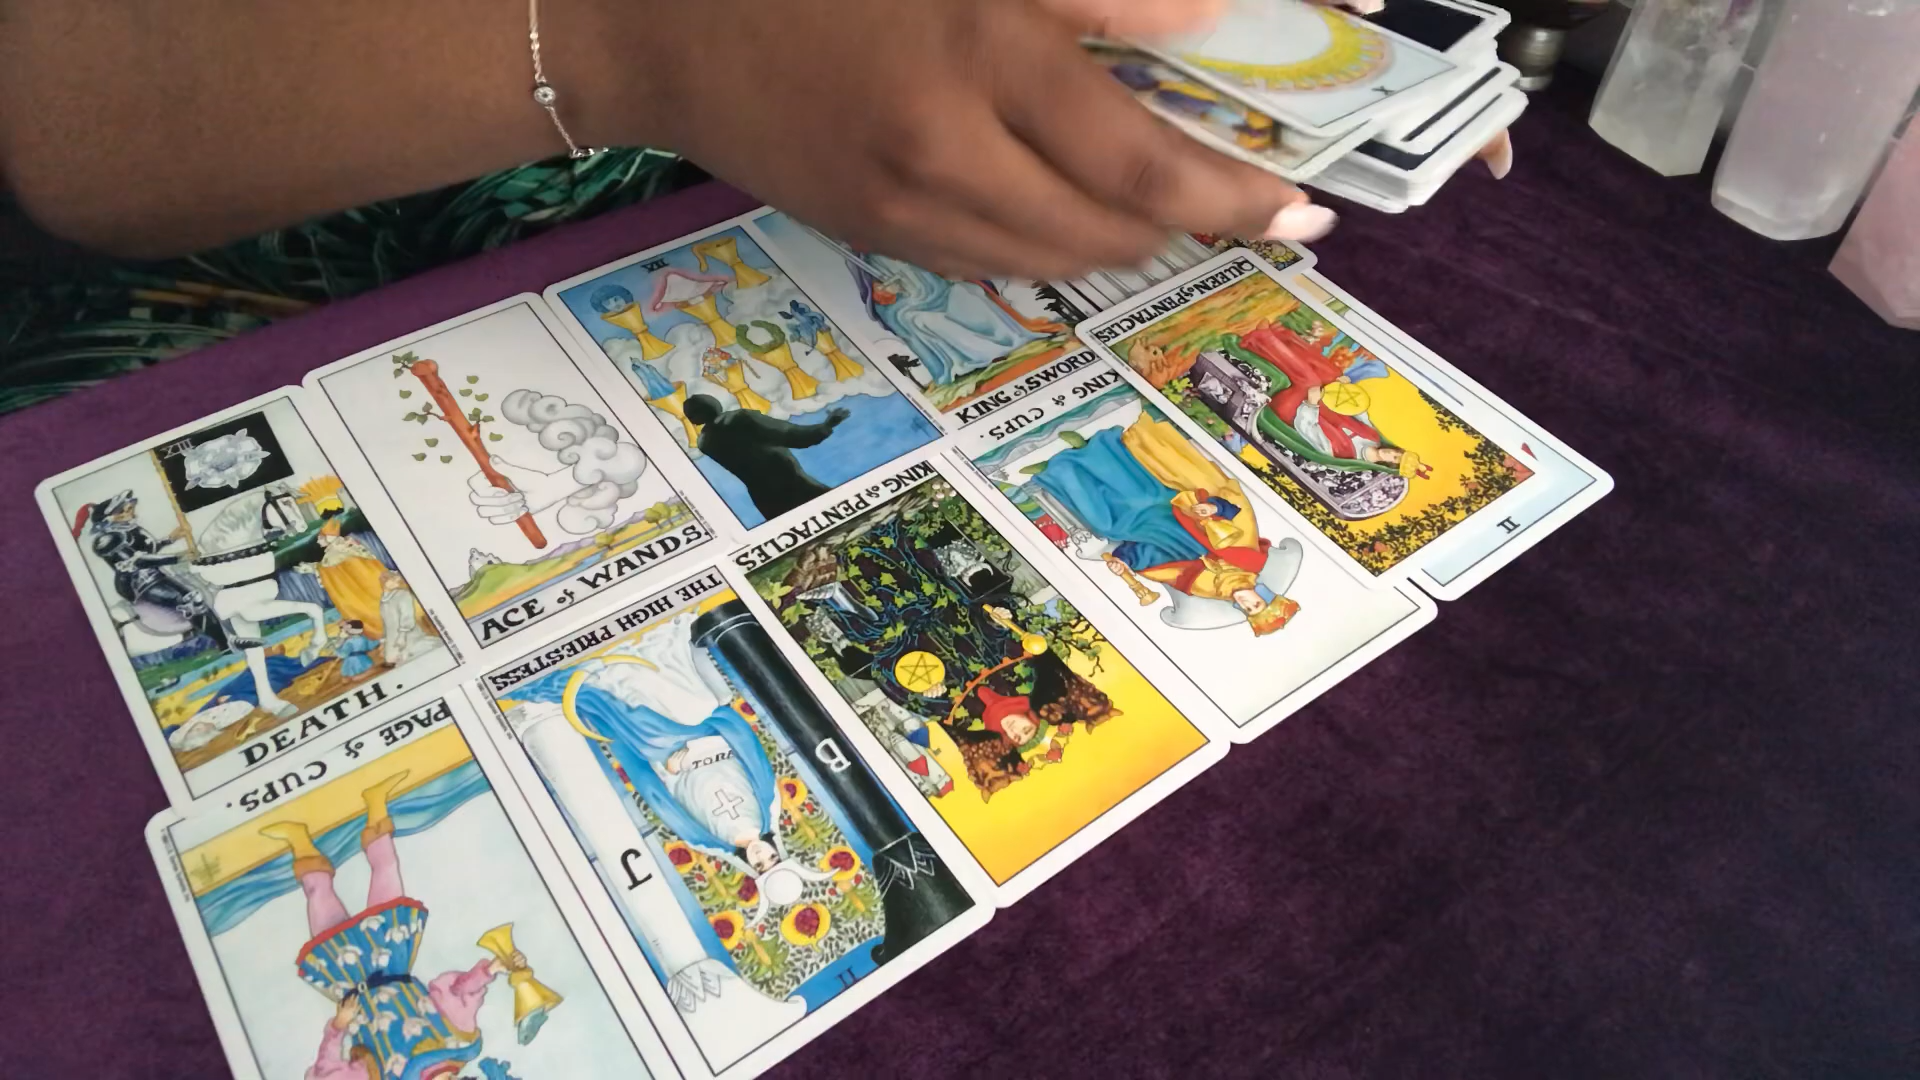 X
VII
XIII
QUEEN of PENTACLES
KING of SWORDS
KING of CUPS.
II
ACE of WANDS.
KING of PENTACLES
DEATH.
THE HIGH PRIESTESS
PAGE of CUPS.
TORA
B
J
II